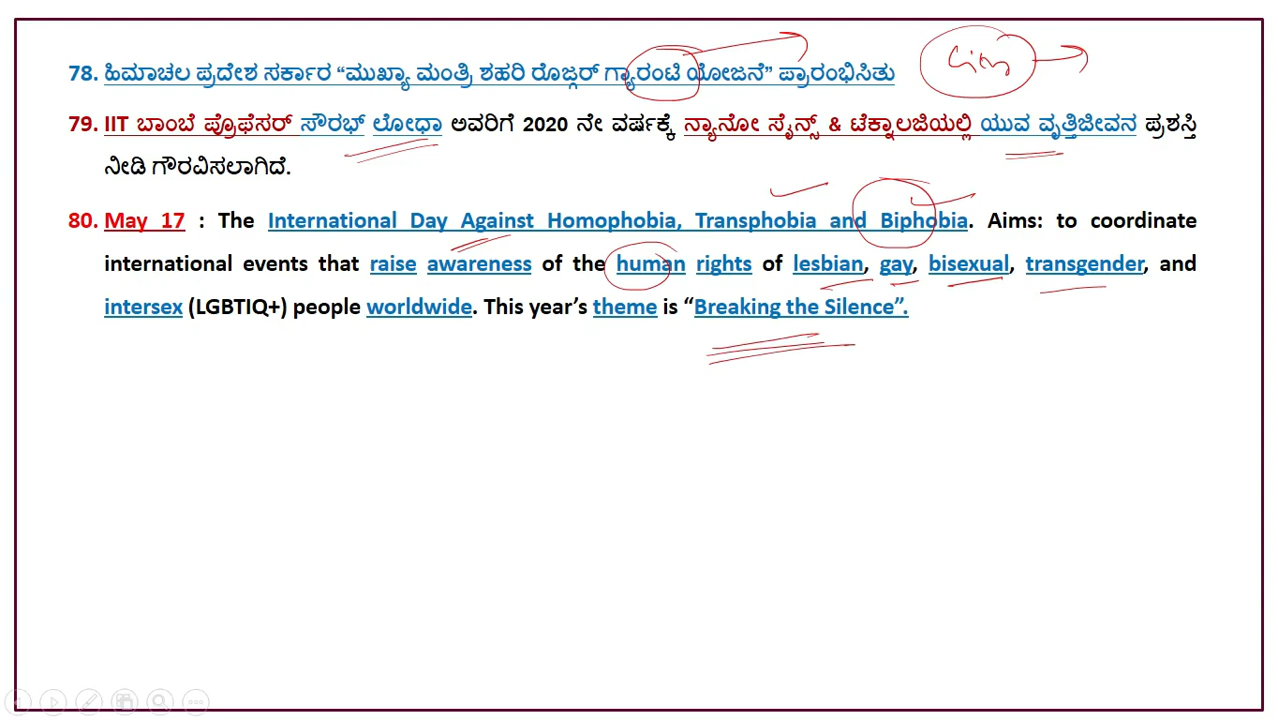 78. ಹಿಮಾಚಲ ಪ್ರದೇಶ ಸರ್ಕಾರ “ಮುಖ್ಯಾ ಮಂತ್ರಿ ಶಹರಿ ರೊಜ್ಗರ್ ಗ್ಯಾರಂಟಿ ಯೋಜನೆ” ಪ್ರಾರಂಭಿಸಿತು
79. IIT ಬಾಂಬೆ ಪ್ರೊಫೆಸರ್ ಸೌರಭ್ ಲೋಧಾ ಅವರಿಗೆ 2020 ನೇ ವರ್ಷಕ್ಕೆ ನ್ಯಾನೋ ಸೈನ್ಸ್ & ಟೆಕ್ನಾಲಜಿಯಲ್ಲಿ ಯುವ ವೃತ್ತಿಜೀವನ ಪ್ರಶಸ್ತಿ
ನೀಡಿ ಗೌರವಿಸಲಾಗಿದೆ.
80. May 17 : The International Day Against Homophobia, Transphobia and Biphobia. Aims: to coordinate
international events that raise awareness of the human rights of lesbian, gay, bisexual, transgender, and
intersex (LGBTIQ+) people worldwide. This year’s theme is “Breaking the Silence”.